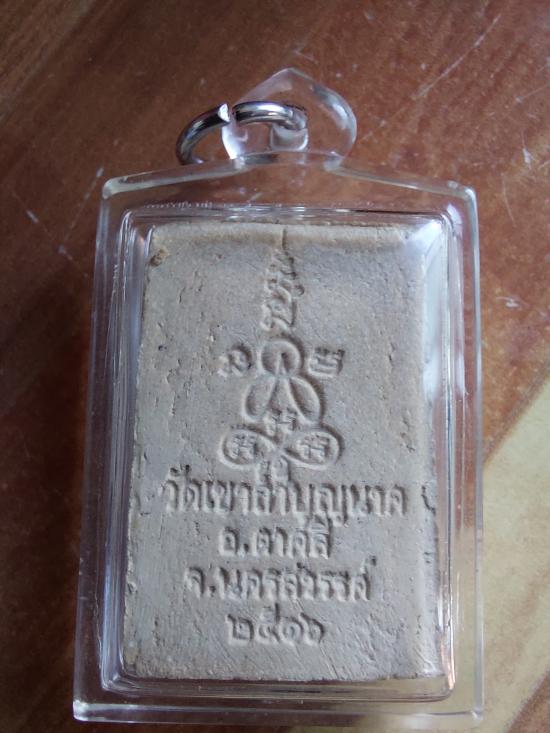 วัดเขาถ้ำบุญนาค
อ.ตาคลี
จ.นครสวรรค์
๒๕๑๖